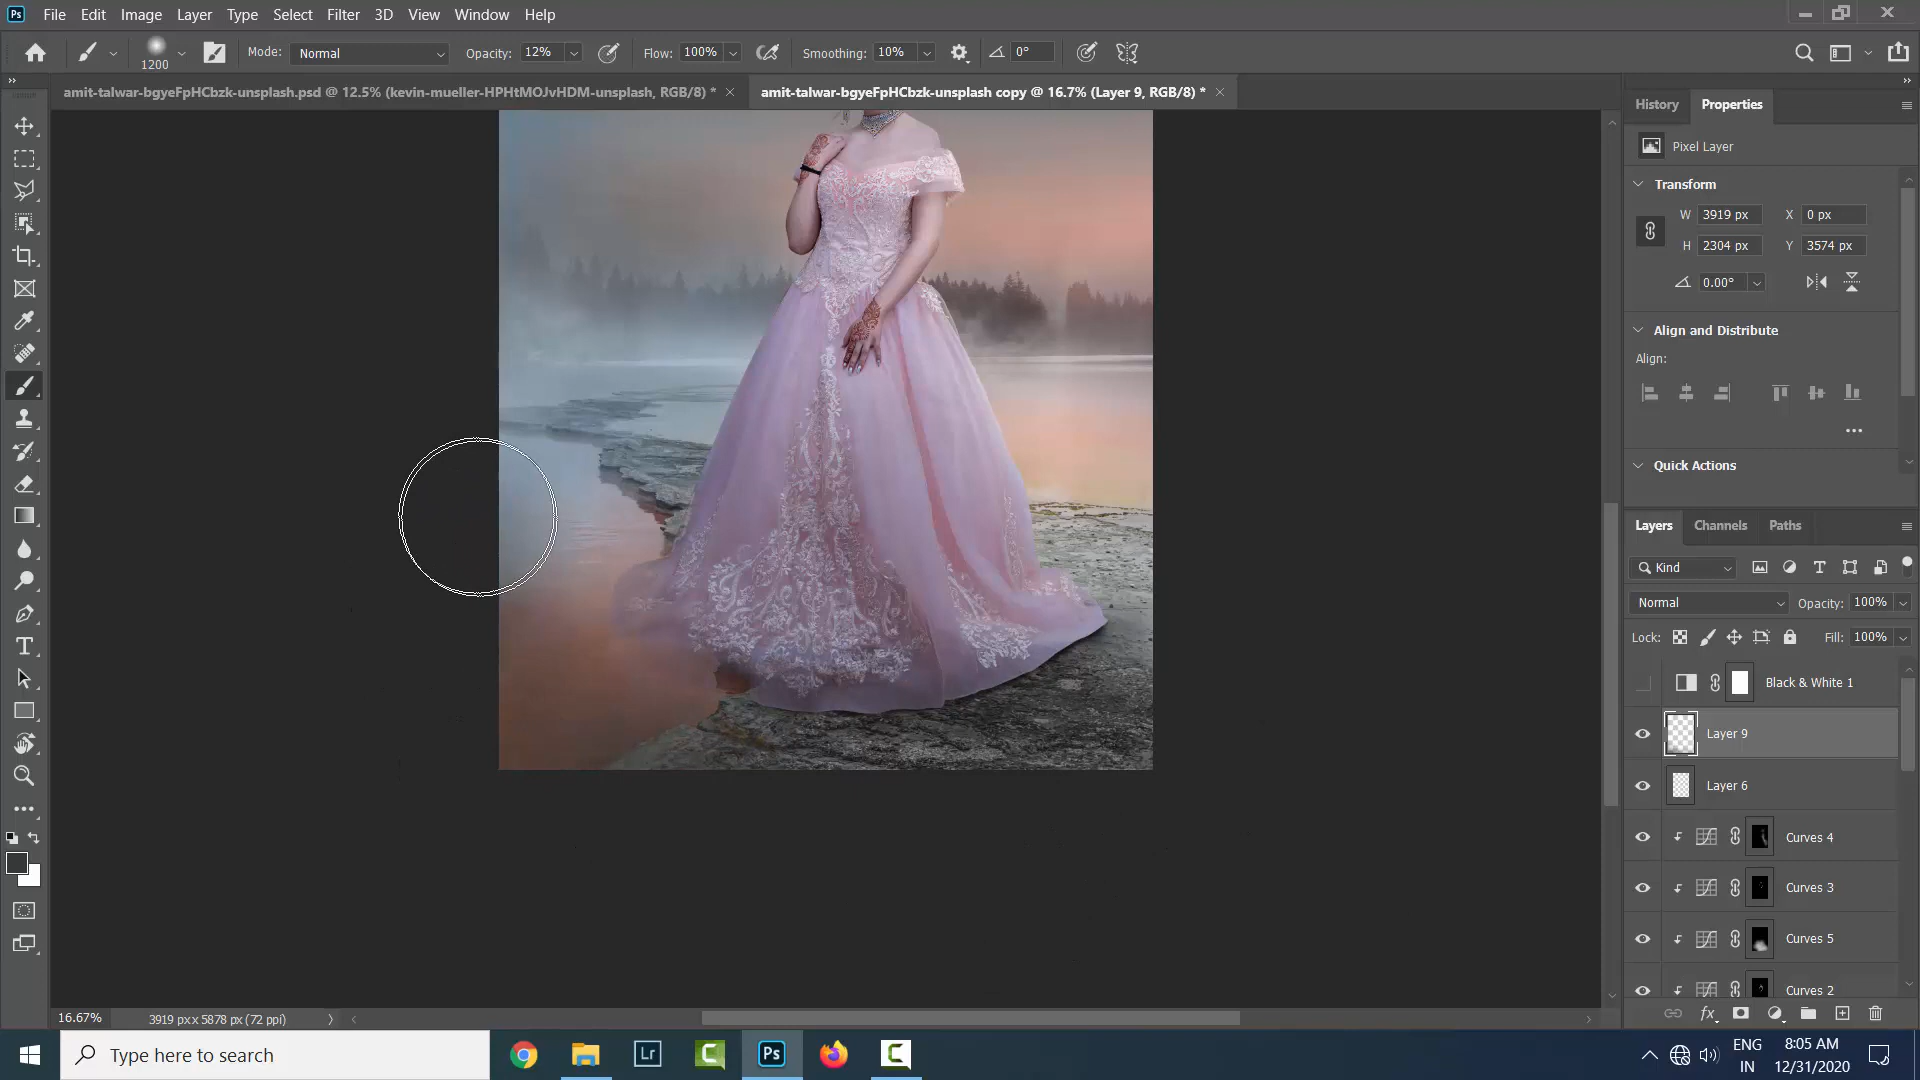 Ps File Edit Image Layer Type Select Filter 3D View Window Help
1200 Mode: Normal Opacity: 12% Flow: 100% Smoothing: 10% 0°
amit-talwar-bgyeFpHCbzk-unsplash.psd @ 12.5% (kevin-mueller-HPHtMOJvHDM-unsplash, RGB/8) * amit-talwar-bgyeFpHCbzk-unsplash copy @ 16.7% (Layer 9, RGB/8) *
History Properties
Pixel Layer
Transform
W 3919 px X 0 px
H 2304 px Y 3574 px
0.00°
Align and Distribute
Align:
Quick Actions
Layers Channels Paths
Kind
Normal Opacity: 100%
Lock: Fill: 100%
Black & White 1
Layer 9
Layer 6
Curves 4
Curves 3
Curves 5
Curves 2
fx
16.67% 3919 px x 5878 px (72 ppi)
Type here to search
Lr Ps
ENG
IN
8:05 AM
12/31/2020